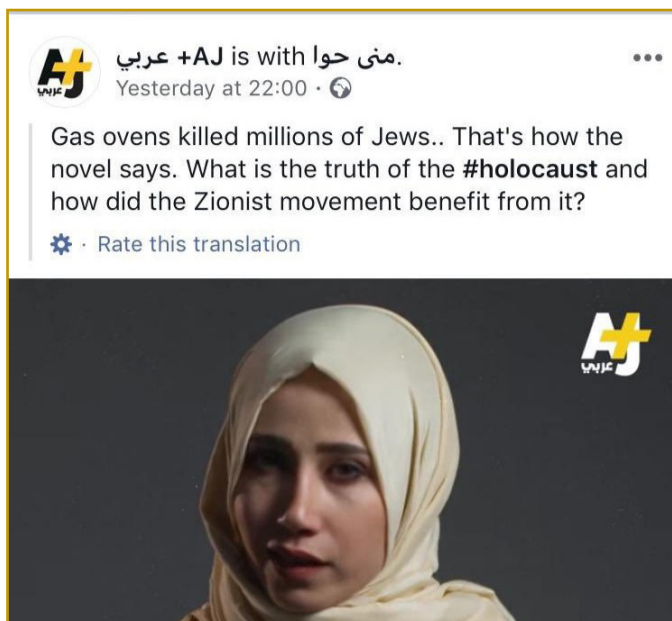 عربي +AJ is with منى حوا.
Yesterday at 22:00 ·
Gas ovens killed millions of Jews.. That's how the
novel says. What is the truth of the #holocaust and
how did the Zionist movement benefit from it?
· Rate this translation
AJ+
عربي